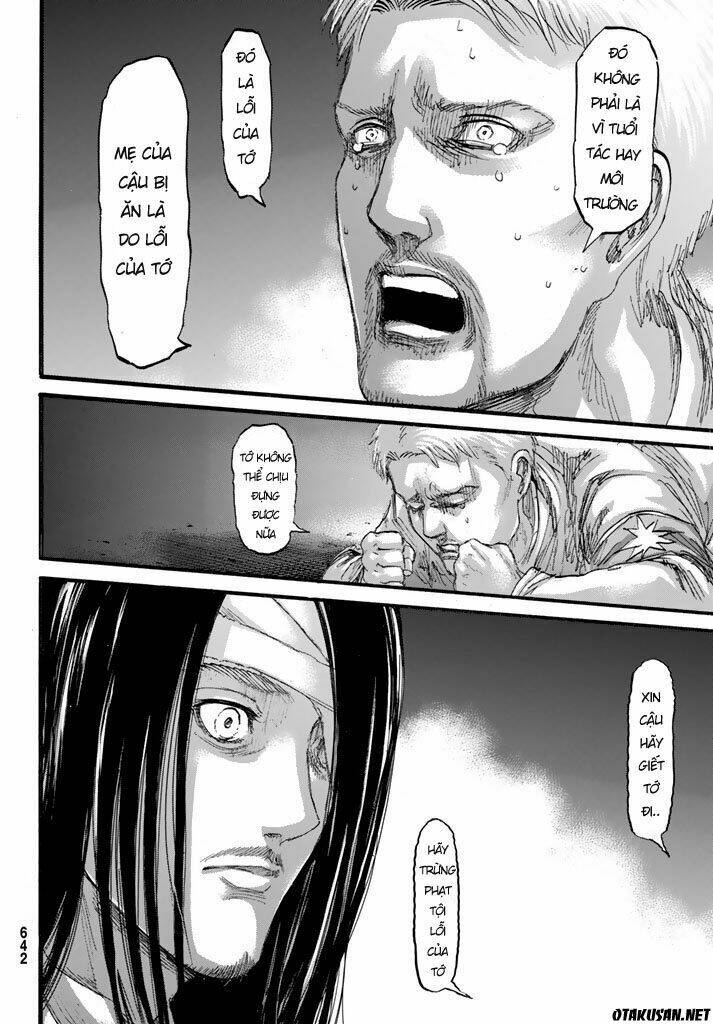 ĐÓ
KHÔNG
PHẢI LÀ
VÌ TUỔI
TÁC HAY
MÔI
TRƯỜNG
ĐÓ
LÀ
LỖI
CỦA
TỚ
MẸ CỦA
CẬU BỊ
ĂN LÀ
DO LỖI
CỦA TỚ
TỚ KHÔNG
THỂ CHỊU
ĐỰNG
ĐƯỢC
NỮA
XIN
CẬU
HÃY
GIẾT
TỚ
ĐI..
HÃY
TRỪNG
PHẠT
TỘI
LỖI
CỦA TỚ
642
OTAKUSAN.NET